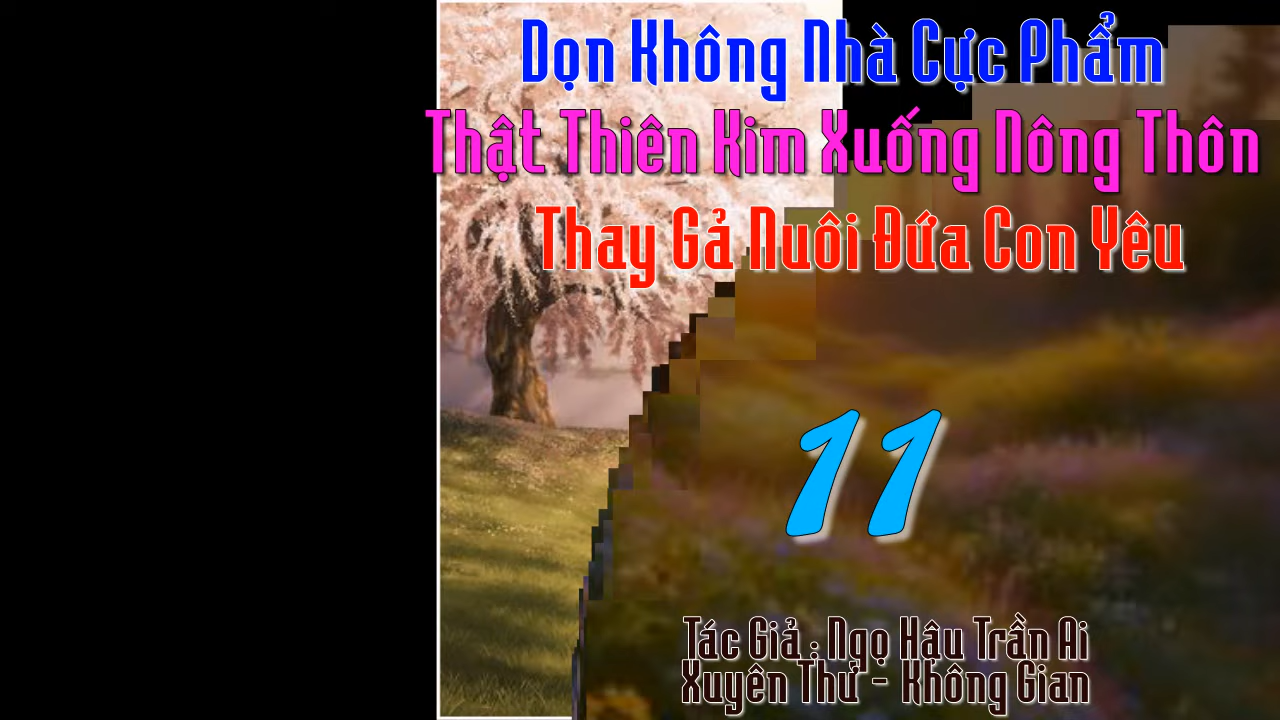 Dọn Không Nhà Cực Phẩm
Thật Thiên Kim Xuống Nông Thôn
Thay Gả Nuôi Đứa Con Yêu
11
Tác Giả : Ngọ Hậu Trần Ai
Xuyên Thư - Không Gian